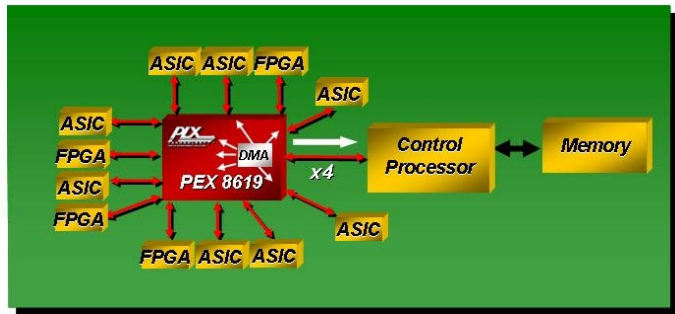 ASIC ASIC FPGA
ASIC
ASIC
FPGA
ASIC
FPGA
PLX
DMA
PEX 8619
x4
Control
Processor
Memory
FPGA ASIC ASIC
ASIC